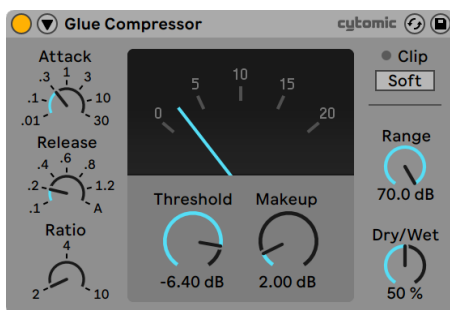 Glue Compressor cytomic
Attack
.01 .1 .3 1 3 10 30
Release
.1 .2 .4 .6 .8 1.2 A
Ratio
2 4 10
0 5 10 15 20
Threshold
-6.40 dB
Makeup
2.00 dB
Clip
Soft
Range
70.0 dB
Dry/Wet
50 %